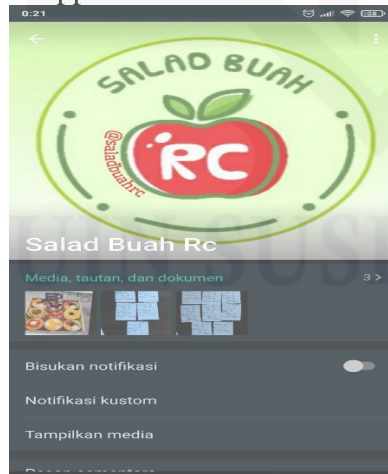 0:21
28
SALAD BUAH
RC
@saladbuahrc
Salad Buah Rc
Media, tautan, dan dokumen 3 >
Bisukan notifikasi
Notifikasi kustom
Tampilkan media